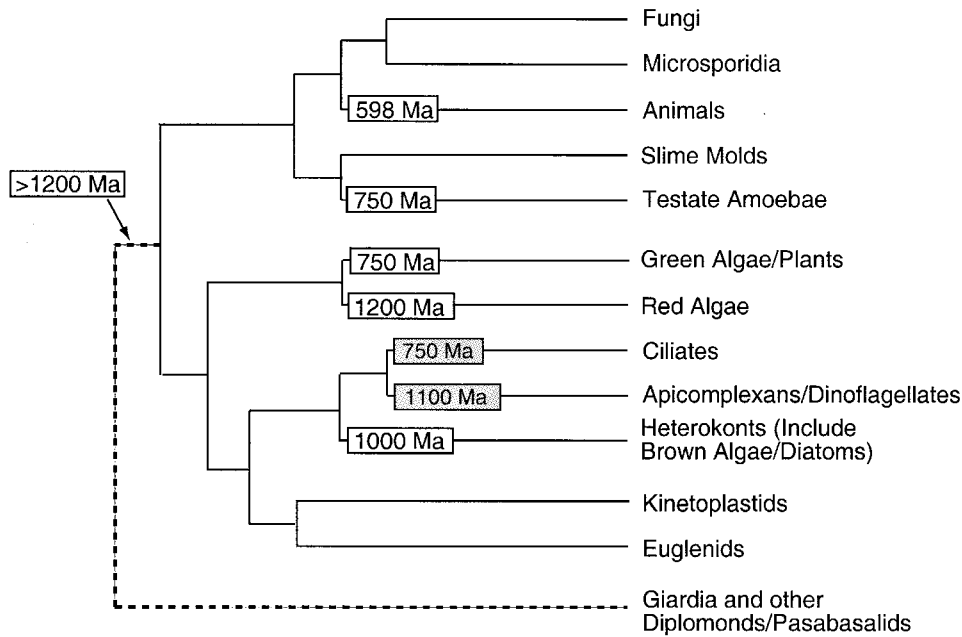 Fungi
Microsporidia
598 Ma
Animals
Slime Molds
>1200 Ma
750 Ma
Testate Amoebae
750 Ma
Green Algae/Plants
1200 Ma
Red Algae
750 Ma
Ciliates
1100 Ma
Apicomplexans/Dinoflagellates
1000 Ma
Heterokonts (Include
Brown Algae/Diatoms)
Kinetoplastids
Euglenids
Giardia and other
Diplomonds/Pasabasalids